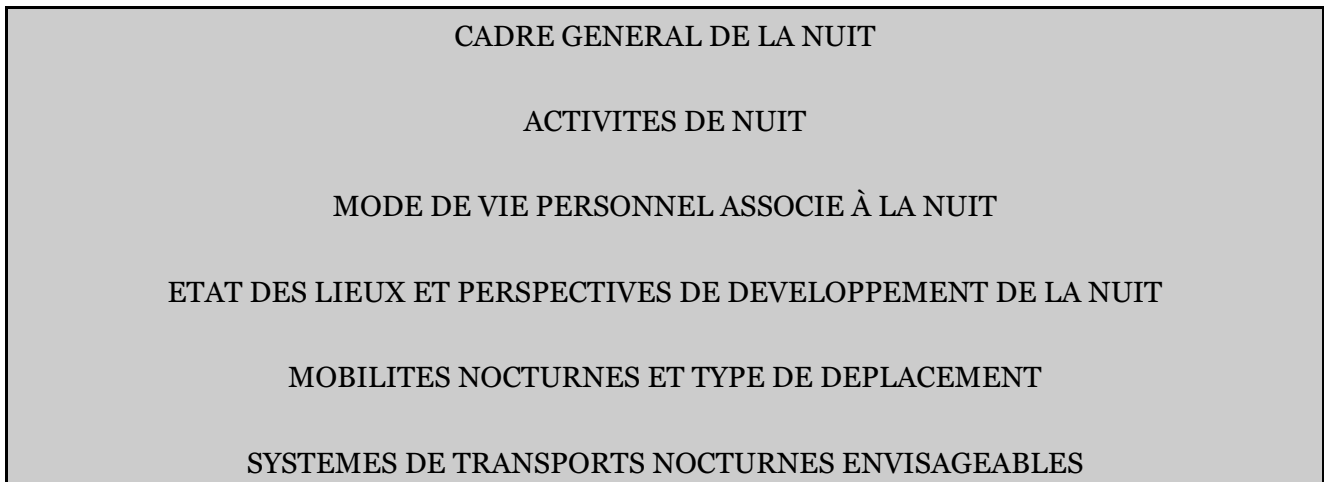 CADRE GENERAL DE LA NUIT
ACTIVITES DE NUIT
MODE DE VIE PERSONNEL ASSOCIE À LA NUIT
ETAT DES LIEUX ET PERSPECTIVES DE DEVELOPPEMENT DE LA NUIT
MOBILITES NOCTURNES ET TYPE DE DEPLACEMENT
SYSTEMES DE TRANSPORTS NOCTURNES ENVISAGEABLES